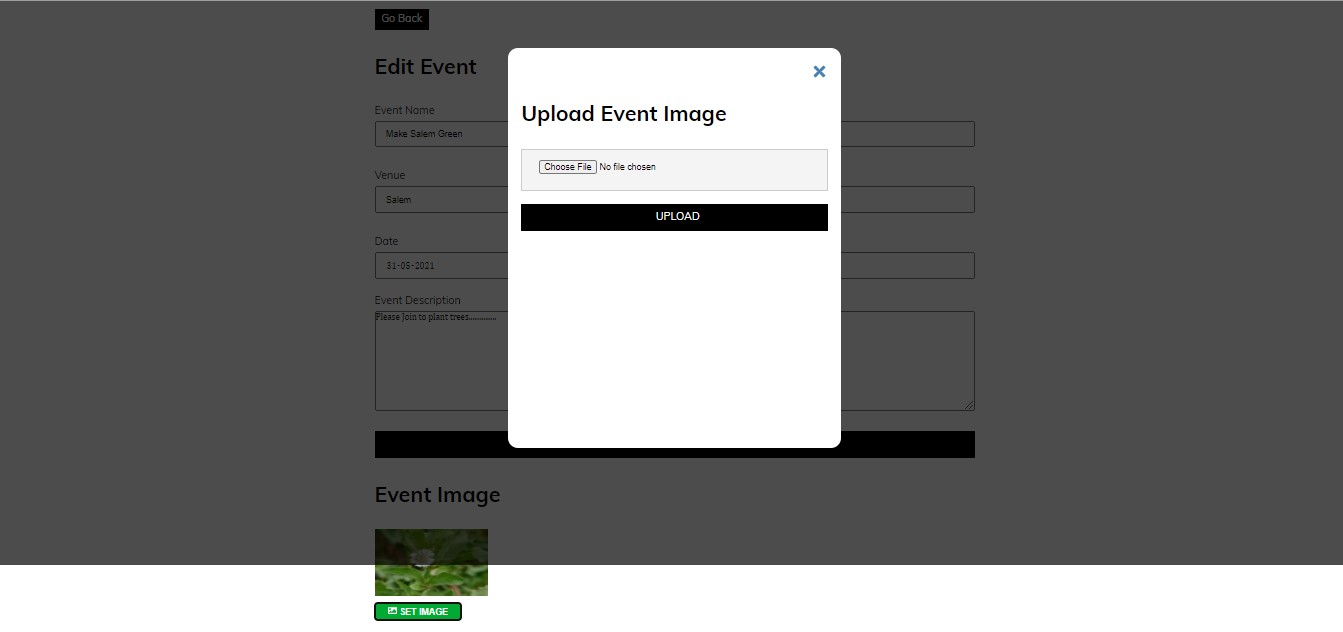 Go Back
Edit Event
Event Name
Make Salem Green
Venue
Salem
Date
31-05-2021
Event Description
Please Join to plant trees.............
Upload Event Image
Choose File No file chosen
UPLOAD
Event Image
SET IMAGE